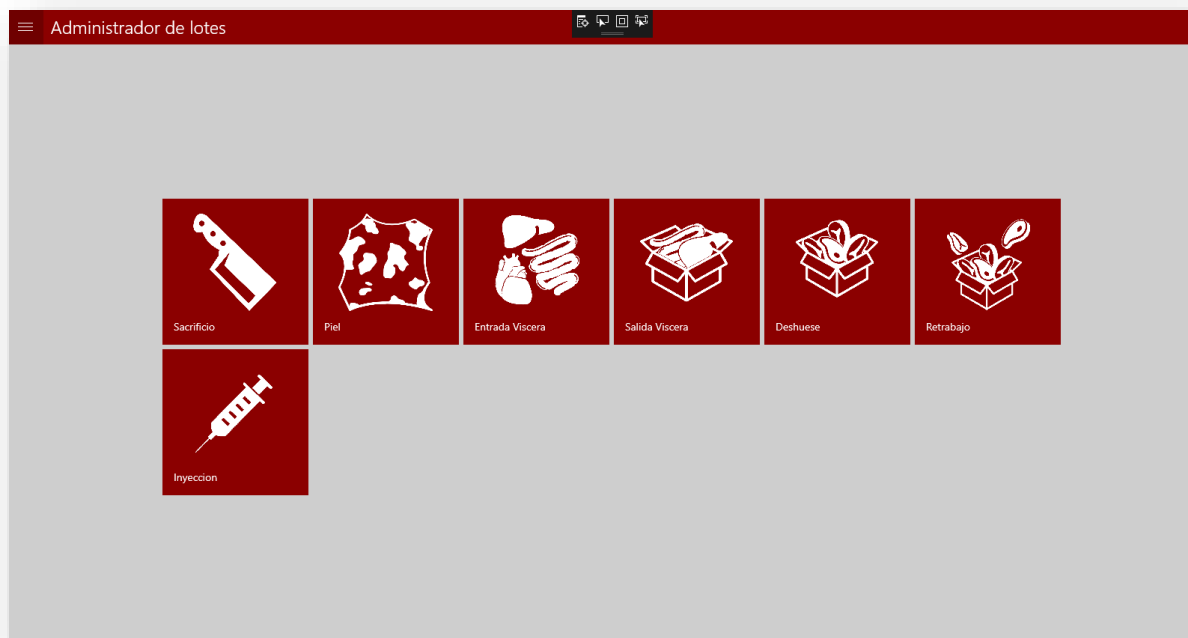 Administrador de lotes
Sacrificio
Piel
Entrada Viscera
Salida Viscera
Deshuese
Retrabajo
Inyeccion